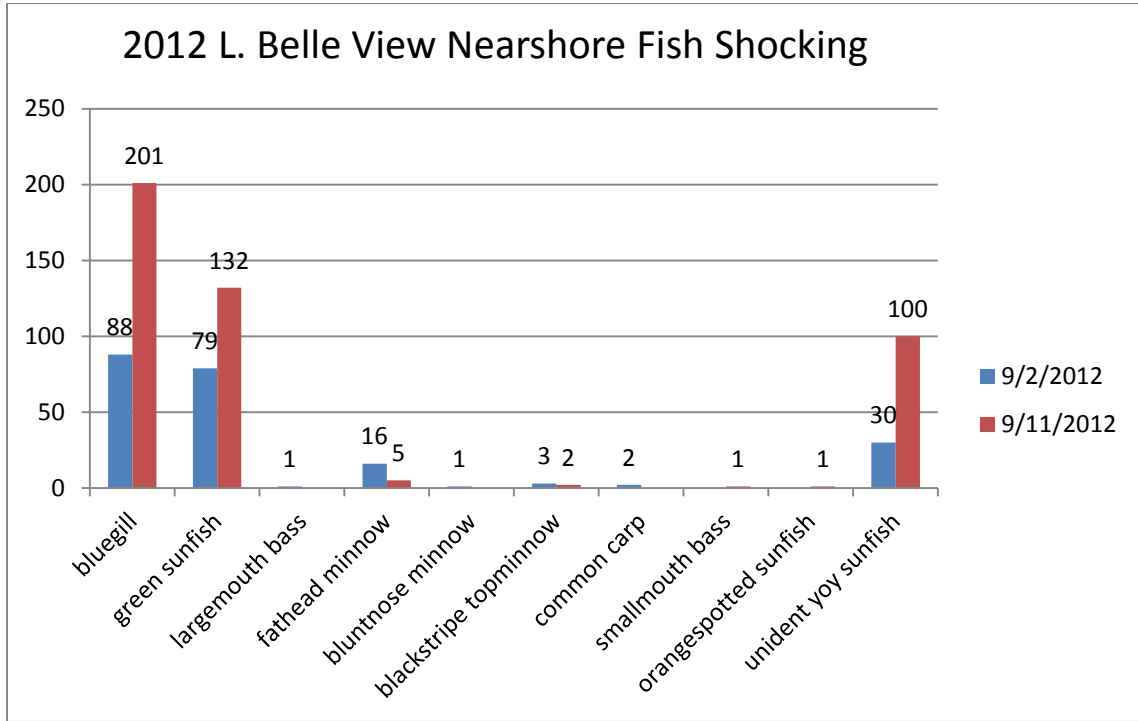 2012 L. Belle View Nearshore Fish Shocking
250
200
150
100
50
0
88
201
79
132
1
16
5
1
3
2
2
1
1
30
100
bluegill
green sunfish
largemouth bass
fathead minnow
bluntnose minnow
blackstripe topminnow
common carp
smallmouth bass
orangespotted sunfish
unident yoy sunfish
9/2/2012
9/11/2012